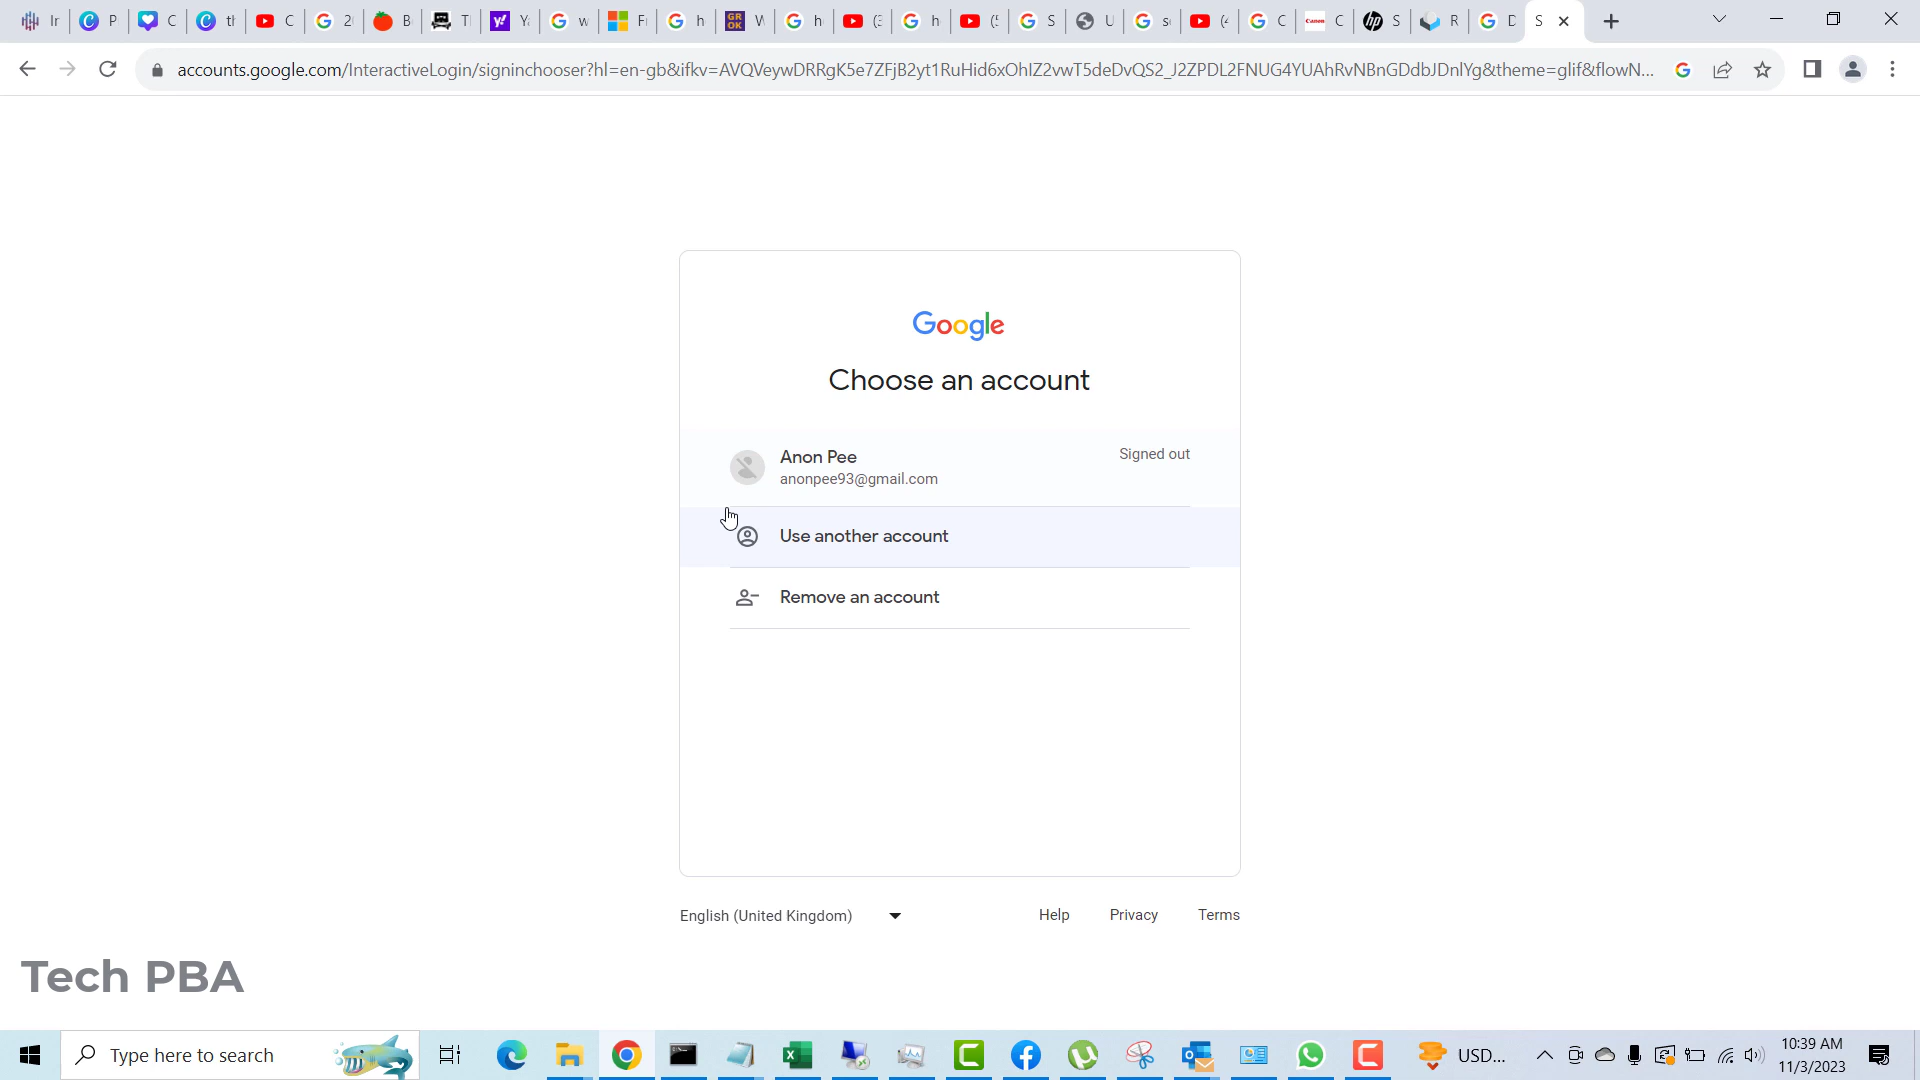 accounts.google.com/InteractiveLogin/signinchooser?hl=en-gb&ifkv=AVQVeywDRRgK5e7ZFjB2yt1RuHid6xOhIZ2vwT5deDvQS2_J2ZPDL2FNUG4YUAhRvNBnGDdbJDnlYg&theme=glif&flowN...
Google
Choose an account
Anon Pee
Signed out
anonpee93@gmail.com
Use another account
Remove an account
English (United Kingdom)
Help
Privacy
Terms
Tech PBA
Type here to search
USD...
10:39 AM
11/3/2023